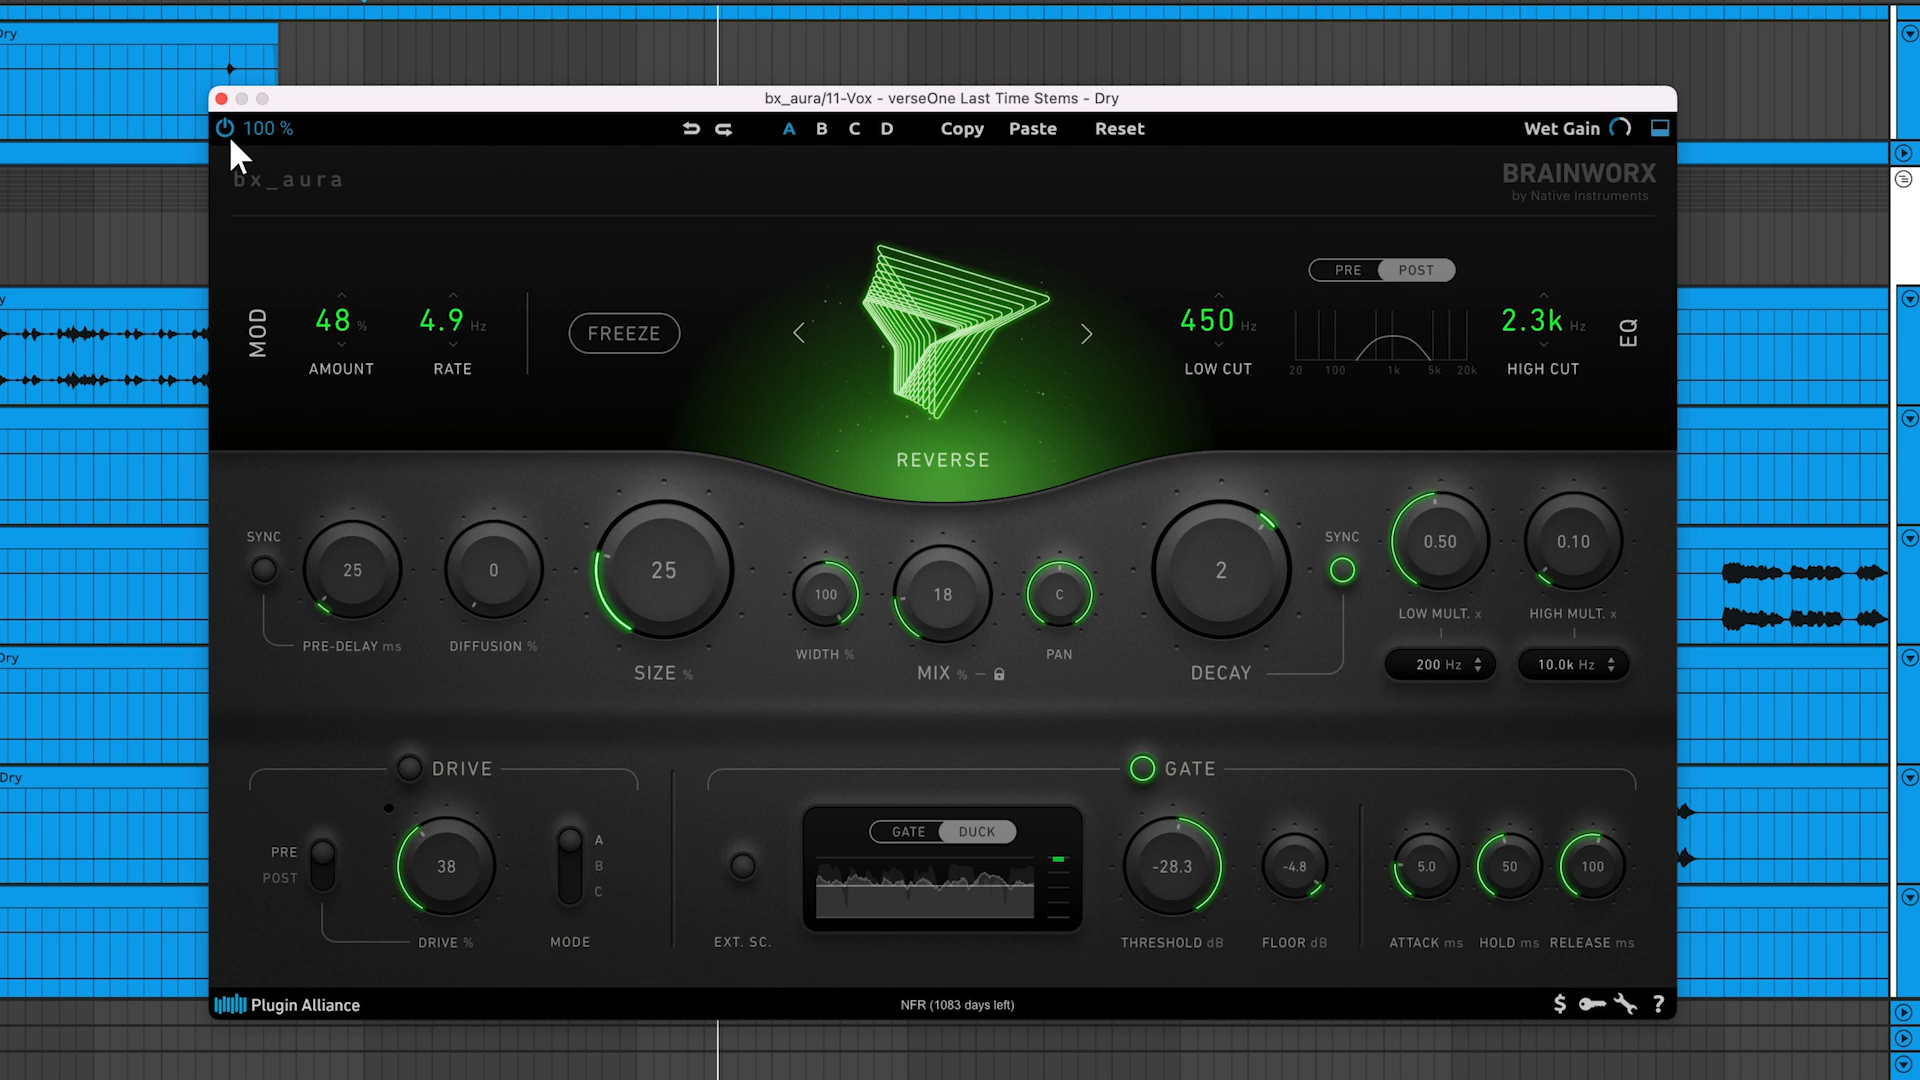 Dry
bx_aura/11-Vox - verseOne Last Time Stems - Dry
100 %
A B C D Copy Paste Reset
Wet Gain
bx_aura
BRAINWORX
by Native Instruments
PRE POST
MOD
48 %
4.9 Hz
FREEZE
450 Hz
2.3k Hz
EQ
AMOUNT
RATE
LOW CUT
20 100 1k 5k 20k
HIGH CUT
REVERSE
SYNC
25
0
25
100
18
C
2
SYNC
0.50
0.10
PRE-DELAY ms
DIFFUSION %
SIZE %
WIDTH %
MIX %
PAN
DECAY
LOW MULT. x
HIGH MULT. x
200 Hz
10.0k Hz
Dry
DRIVE
GATE
Dry
PRE
POST
38
A
B
C
DRIVE %
MODE
EXT. SC.
GATE DUCK
-28.3
-4.8
5.0
50
100
THRESHOLD dB
FLOOR dB
ATTACK ms
HOLD ms
RELEASE ms
Plugin Alliance
NFR (1083 days left)
$ ?